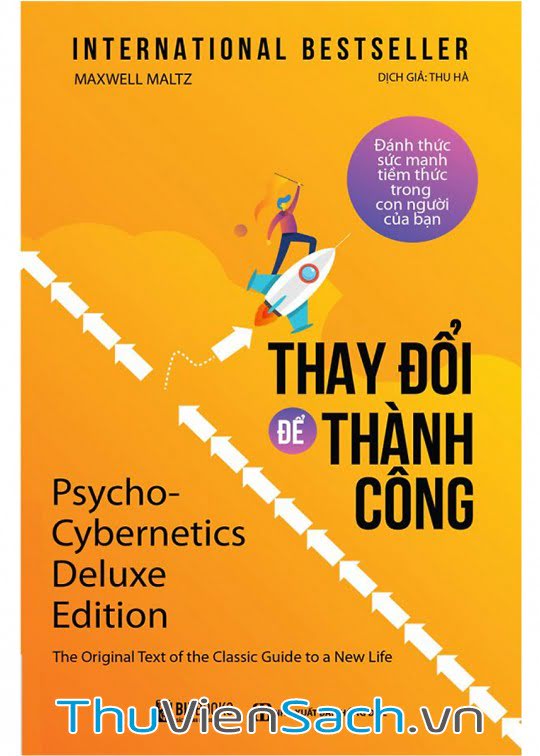 INTERNATIONAL BESTSELLER
MAXWELL MALTZ
DỊCH GIẢ: THU HÀ
Đánh thức
sức mạnh
tiềm thức
trong
con người
của bạn
THAY ĐỔI
ĐỂ THÀNH
CÔNG
Psycho-
Cybernetics
Deluxe
Edition
The Original Text of the Classic Guide to a New Life
ThuVienSach.vn